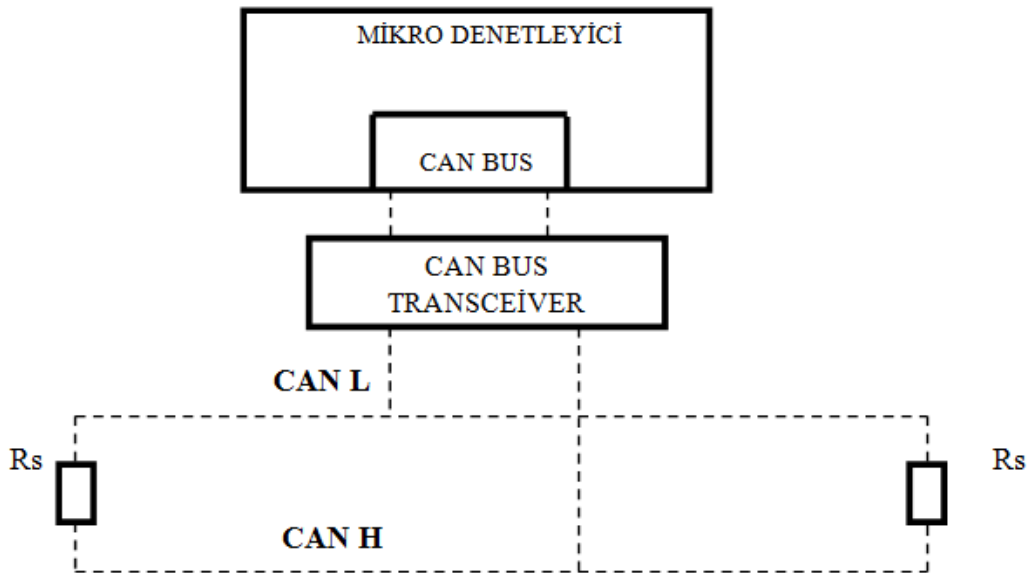 MİKRO DENETLEYİCİ
CAN BUS
CAN BUS
TRANSCEİVER
CAN L
Rs
Rs
CAN H